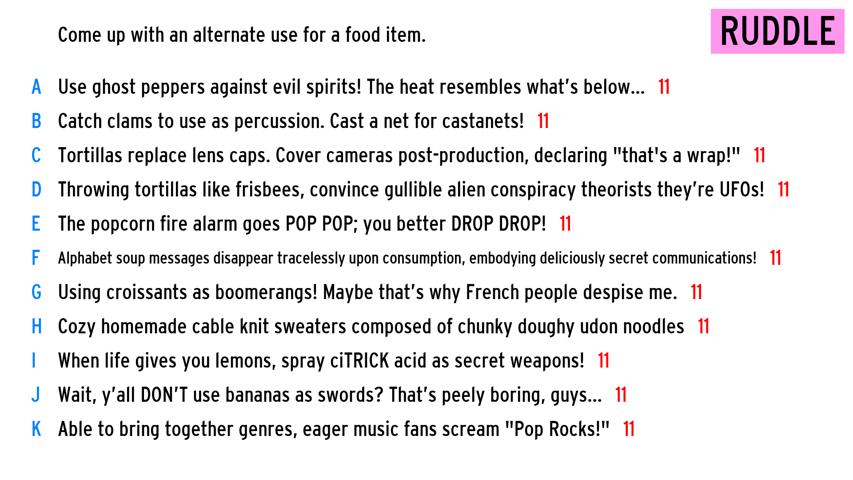 Come up with an alternate use for a food item.
RUDDLE
A Use ghost peppers against evil spirits! The heat resembles what's below... 11
B Catch clams to use as percussion. Cast a net for castanets! 11
C Tortillas replace lens caps. Cover cameras post-production, declaring "that's a wrap!" 11
D Throwing tortillas like frisbees, convince gullible alien conspiracy theorists they're UFOs! 11
E The popcorn fire alarm goes POP POP; you better DROP DROP! 11
F Alphabet soup messages disappear tracelessly upon consumption, embodying deliciously secret communications! 11
G Using croissants as boomerangs! Maybe that's why French people despise me. 11
H Cozy homemade cable knit sweaters composed of chunky doughy udon noodles 11
I When life gives you lemons, spray ciTRICK acid as secret weapons! 11
J Wait, y'all DON'T use bananas as swords? That's peely boring, guys... 11
K Able to bring together genres, eager music fans scream "Pop Rocks!" 11